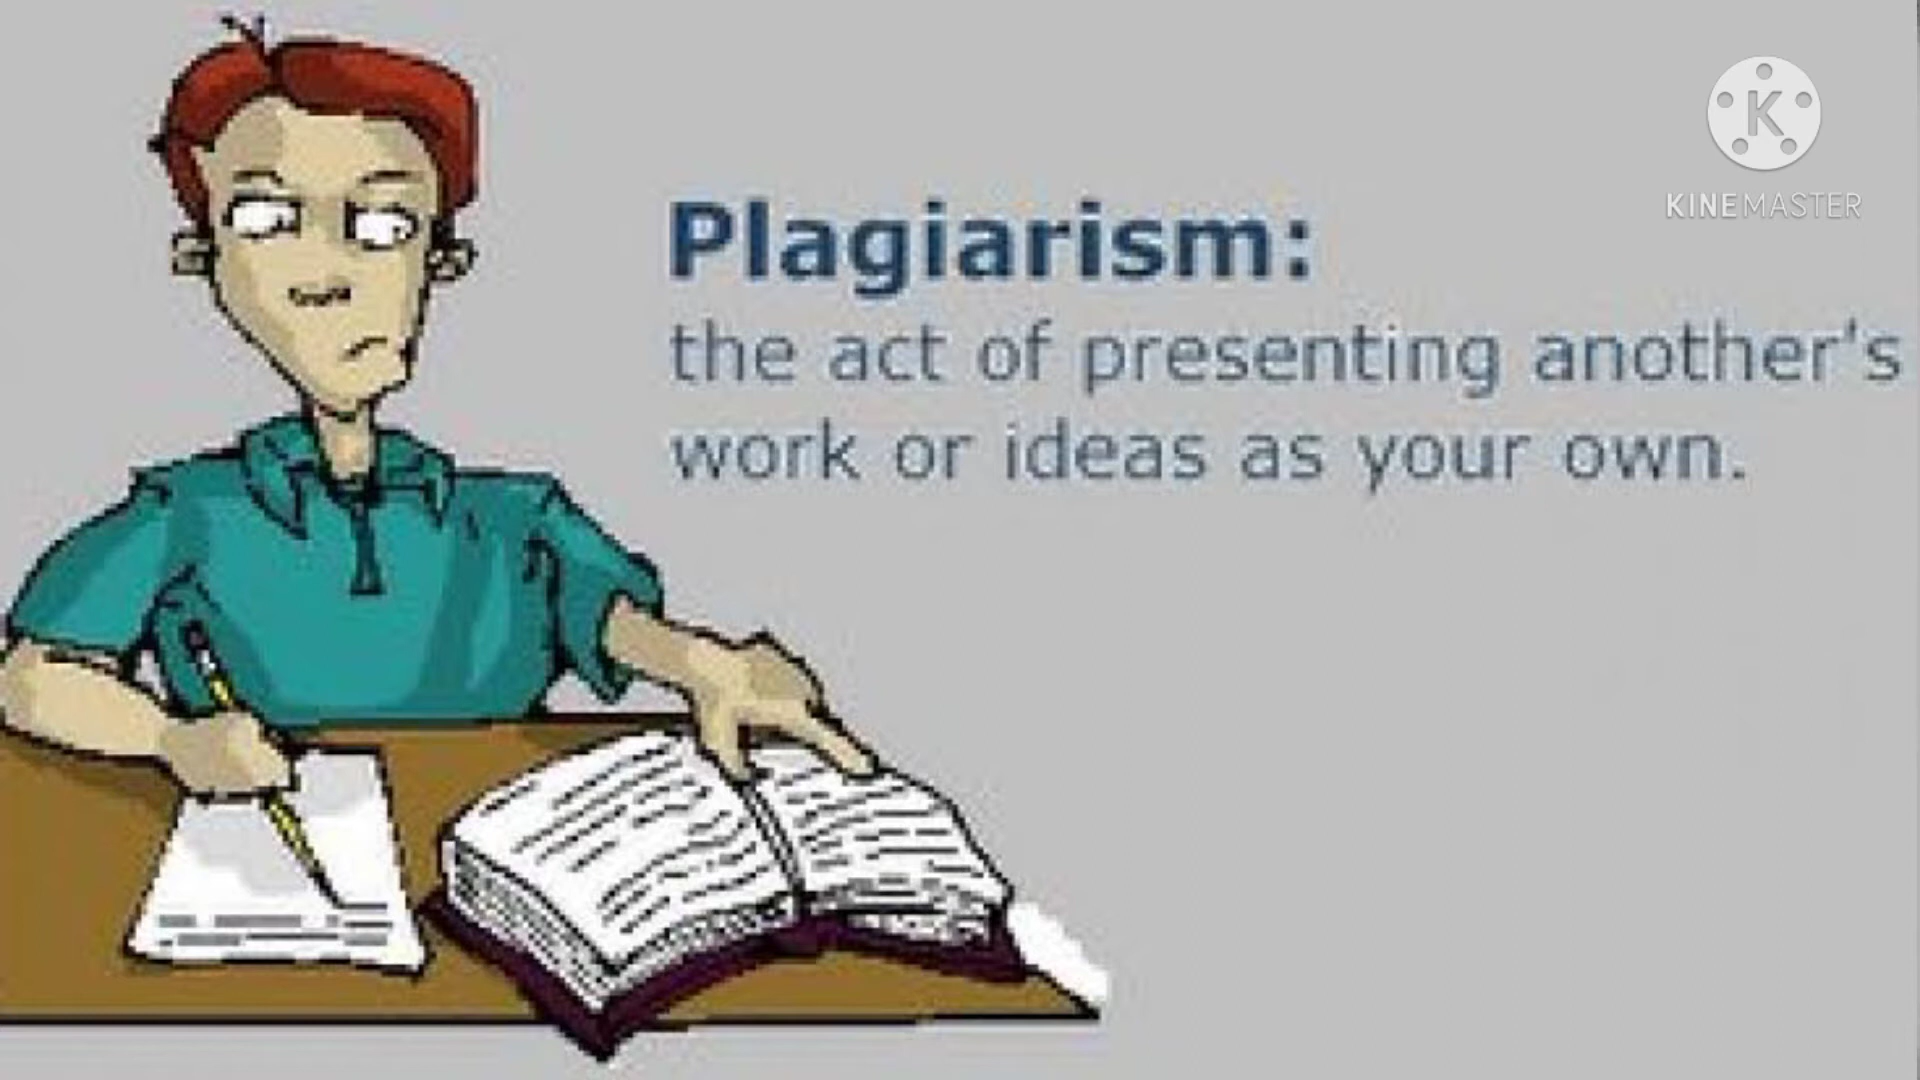 K
KINEMASTER
Plagiarism:
the act of presenting another's
work or ideas as your own.